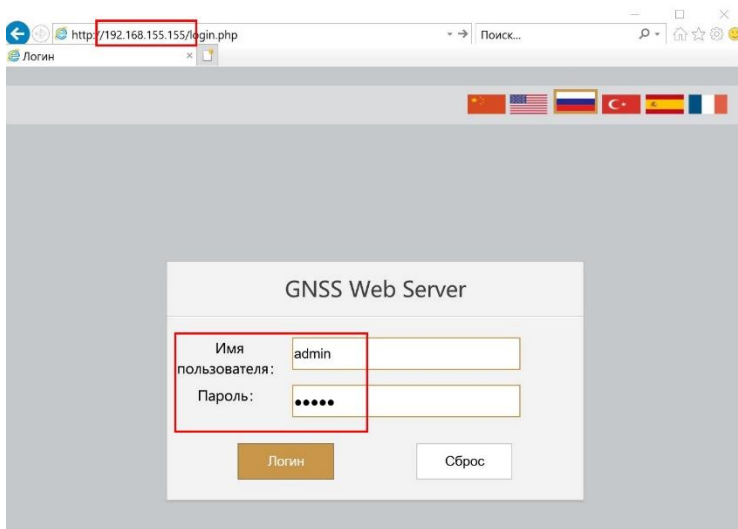 http://192.168.155.155/login.php
Поиск...
Логин
GNSS Web Server
Имя
пользователя:
admin
Пароль:
•••••
Логин
Сброс